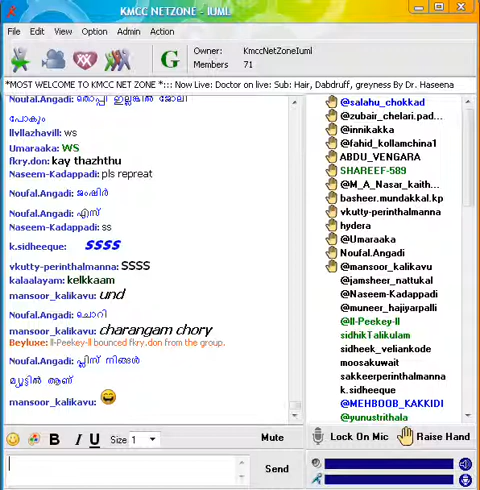 KMCC NETZONE - IUML
File Edit View Option Admin Action
G
Owner: KmccNetZoneIuml
Members 71
*MOST WELCOME TO KMCC NET ZONE *::: Now Live: Doctor on live: Sub: Hair, Dabdruff, greyness By Dr. Haseena
Noufal.Angadi: തൊപ്പി ഇല്ലങ്കിൽ ജോലി
പോകും
llvllazhavill: ws
Umaraaka: WS
fkry.don: kay thazhthu
Naseem-Kadappadi: pls repreat
Noufal.Angadi: ജംഷിർ
Noufal.Angadi: എസ്
Naseem-Kadappadi: ss
k.sidheeque: SSSS
vkutty-perinthalmanna: SSSS
kalaalayam: kelkkaam
mansoor_kalikavu: und
Noufal.Angadi: ചൊറി
mansoor_kalikavu: charangam chory
Beyluxe: ll-Peekey-ll bounced fkry.don from the group.
Noufal.Angadi: പ്ലിസ് നിങ്ങൾ
മ്യൂട്ടിൽ ആണ്
mansoor_kalikavu:
@salahu_chokkad
@zubair_chelari.pad...
@innikakka
@fahid_kollamchina1
ABDU_VENGARA
SHAREEF-589
@M_A_Nasar_kaith...
basheer.mundakkal.kp
vkutty-perinthalmanna
hydera
@Umaraaka
Noufal.Angadi
@mansoor_kalikavu
@jamsheer_nattukal
@Naseem-Kadappadi
@muneer_hajiyarpalli
@ll-Peekey-ll
sidhikTalikulam
sidheek_veliankode
moosakuwait
sakkeerperinthalmanna
k.sidheeque
@MEHBOOB_KAKKIDI
@yunustrithala
B I U Size 1 Mute
Lock On Mic Raise Hand
Send